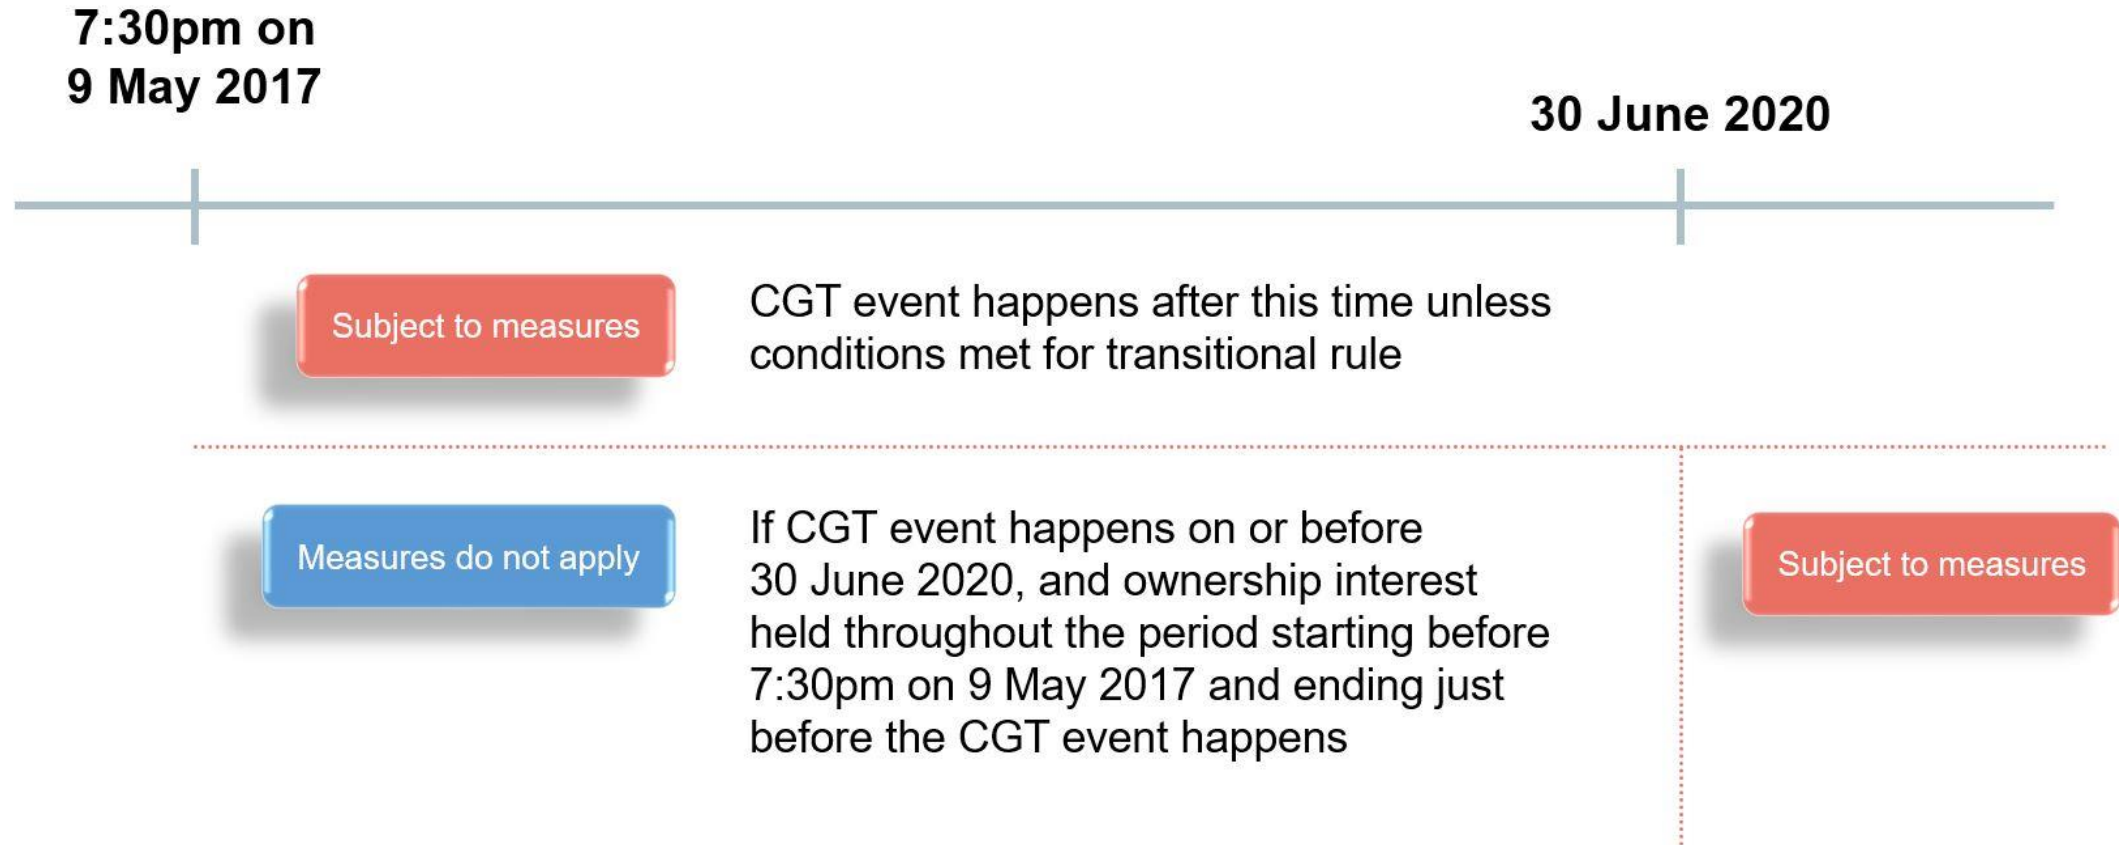 7:30pm on
9 May 2017
30 June 2020
Subject to measures
CGT event happens after this time unless
conditions met for transitional rule
Measures do not apply
If CGT event happens on or before
30 June 2020, and ownership interest
held throughout the period starting before
7:30pm on 9 May 2017 and ending just
before the CGT event happens
Subject to measures